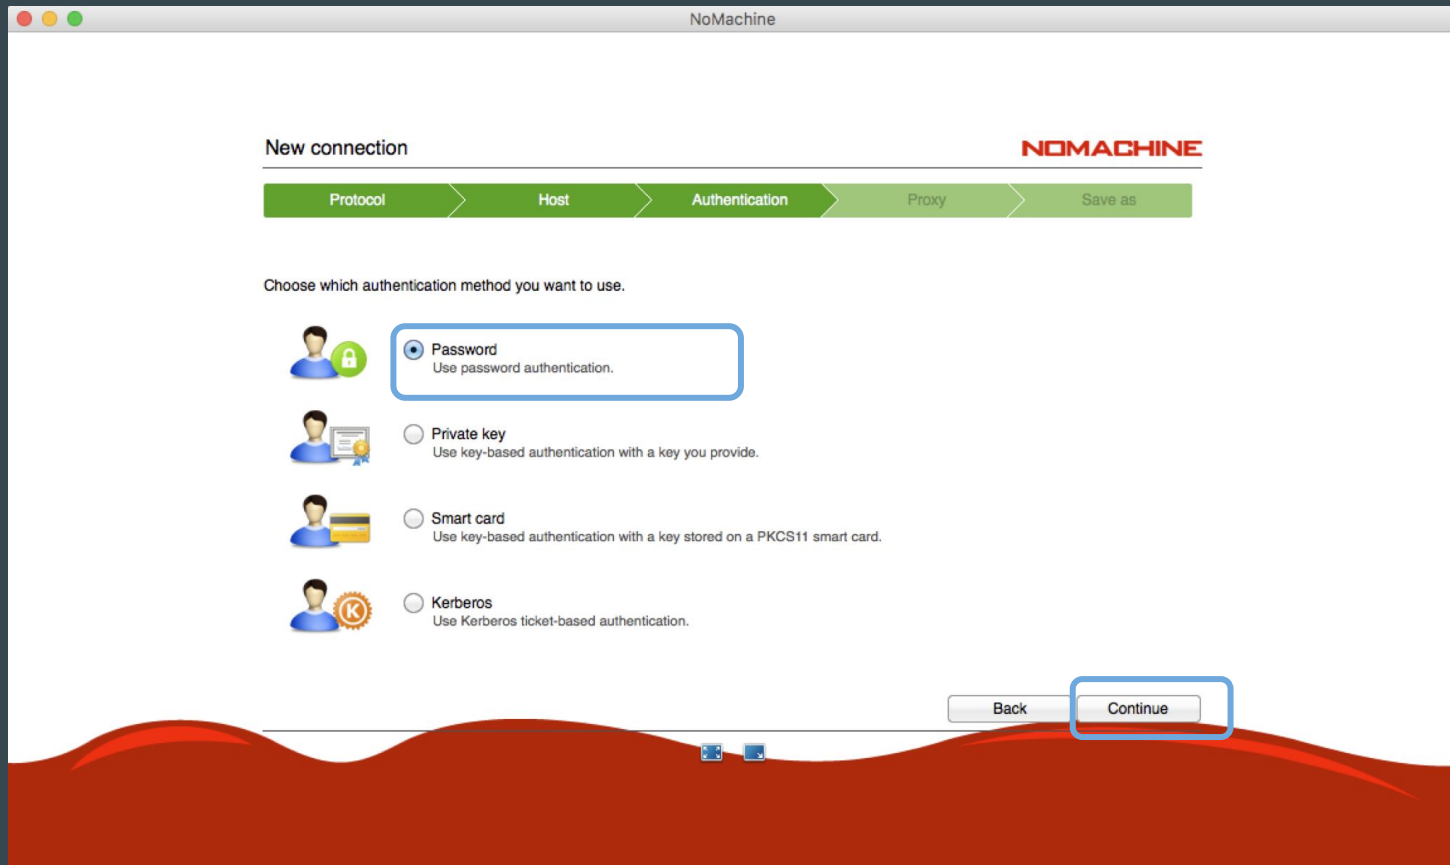 NoMachine
New connection
NOMACHINE
Protocol
Host
Authentication
Proxy
Save as
Choose which authentication method you want to use.
Password
Use password authentication.
Private key
Use key-based authentication with a key you provide.
Smart card
Use key-based authentication with a key stored on a PKCS11 smart card.
K
Kerberos
Use Kerberos ticket-based authentication.
Back
Continue